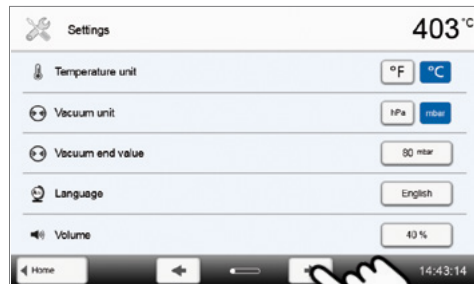 Settings
403 °C
Temperature unit
°F °C
Vacuum unit
hPa mbar
Vacuum end value
80 mbar
Language
English
Volume
40 %
Home
14:43:14